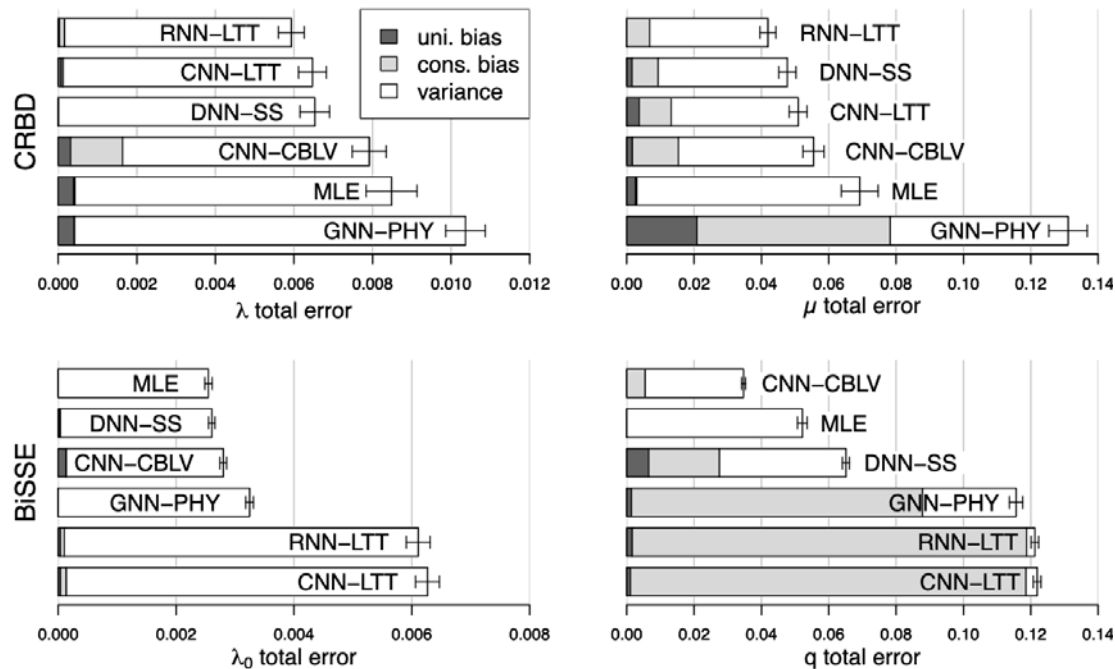 CRBD
RNN-LTT
CNN-LTT
DNN-SS
CNN-CBLV
MLE
GNN-PHY
0.000 0.002 0.004 0.006 0.008 0.010 0.012
λ total error
uni. bias
cons. bias
variance
RNN-LTT
DNN-SS
CNN-LTT
CNN-CBLV
MLE
GNN-PHY
0.00 0.02 0.04 0.06 0.08 0.10 0.12 0.14
μ total error
BiSSE
MLE
DNN-SS
CNN-CBLV
GNN-PHY
RNN-LTT
CNN-LTT
0.000 0.002 0.004 0.006 0.008
λ₀ total error
CNN-CBLV
MLE
DNN-SS
GNN-PHY
RNN-LTT
CNN-LTT
0.00 0.02 0.04 0.06 0.08 0.10 0.12 0.14
q total error